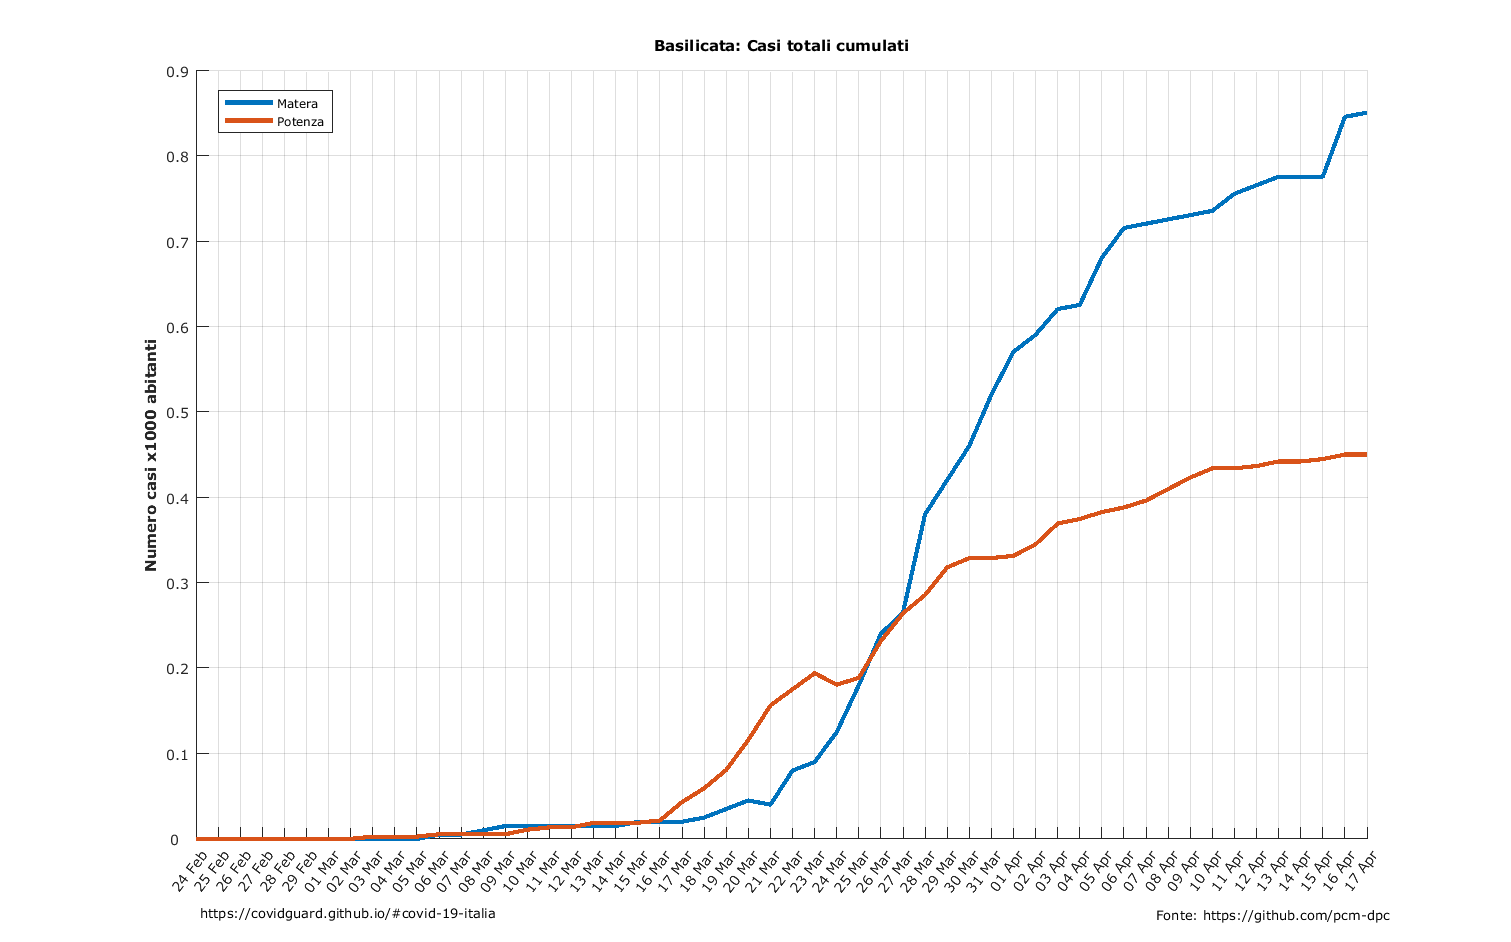 Basilicata: Casi totali cumulati
Matera
Potenza
Numero casi x1000 abitanti
0.9
0.8
0.7
0.6
0.5
0.4
0.3
0.2
0.1
0
24 Feb
25 Feb
26 Feb
27 Feb
28 Feb
29 Feb
01 Mar
02 Mar
03 Mar
04 Mar
05 Mar
06 Mar
07 Mar
08 Mar
09 Mar
10 Mar
11 Mar
12 Mar
13 Mar
14 Mar
15 Mar
16 Mar
17 Mar
18 Mar
19 Mar
20 Mar
21 Mar
22 Mar
23 Mar
24 Mar
25 Mar
26 Mar
27 Mar
28 Mar
29 Mar
30 Mar
31 Mar
01 Apr
02 Apr
03 Apr
04 Apr
05 Apr
06 Apr
07 Apr
08 Apr
09 Apr
10 Apr
11 Apr
12 Apr
13 Apr
14 Apr
15 Apr
16 Apr
17 Apr
https://covidguard.github.io/#covid-19-italia
Fonte: https://github.com/pcm-dpc